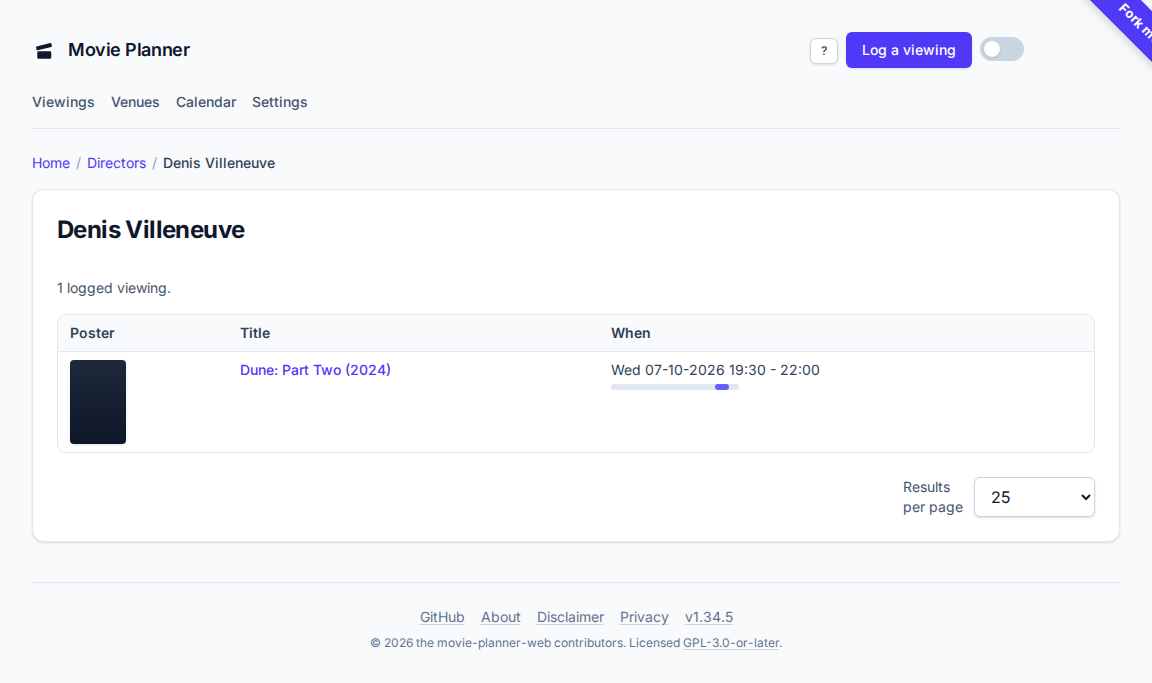 Fork m
Movie Planner
?
Log a viewing
Viewings Venues Calendar Settings
Home / Directors / Denis Villeneuve
Denis Villeneuve
1 logged viewing.
Poster Title When
Dune: Part Two (2024) Wed 07-10-2026 19:30 - 22:00
Results
per page
25
GitHub About Disclaimer Privacy v1.34.5
© 2026 the movie-planner-web contributors. Licensed GPL-3.0-or-later.